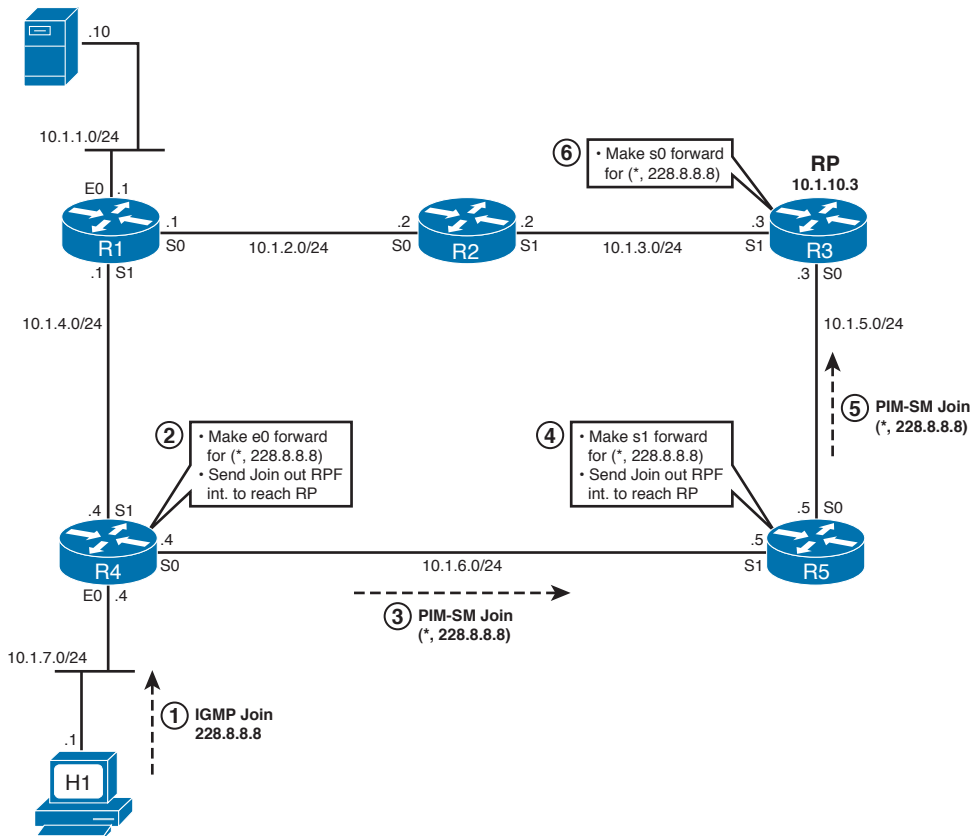 .10
10.1.1.0/24
E0 .1
R1
.1
S0
10.1.2.0/24
.2
S0
R2
.2
S1
10.1.3.0/24
.3
S1
6
• Make s0 forward
for (*, 228.8.8.8)
RP
10.1.10.3
R3
.3 S0
.1 S1
10.1.4.0/24
10.1.5.0/24
5 PIM-SM Join
(*, 228.8.8.8)
2
• Make e0 forward
for (*, 228.8.8.8)
• Send Join out RPF
int. to reach RP
4
• Make s1 forward
for (*, 228.8.8.8)
• Send Join out RPF
int. to reach RP
.4 S1
R4
.4
S0
10.1.6.0/24
.5
S1
.5 S0
R5
E0 .4
3 PIM-SM Join
(*, 228.8.8.8)
10.1.7.0/24
1 IGMP Join
228.8.8.8
.1
H1